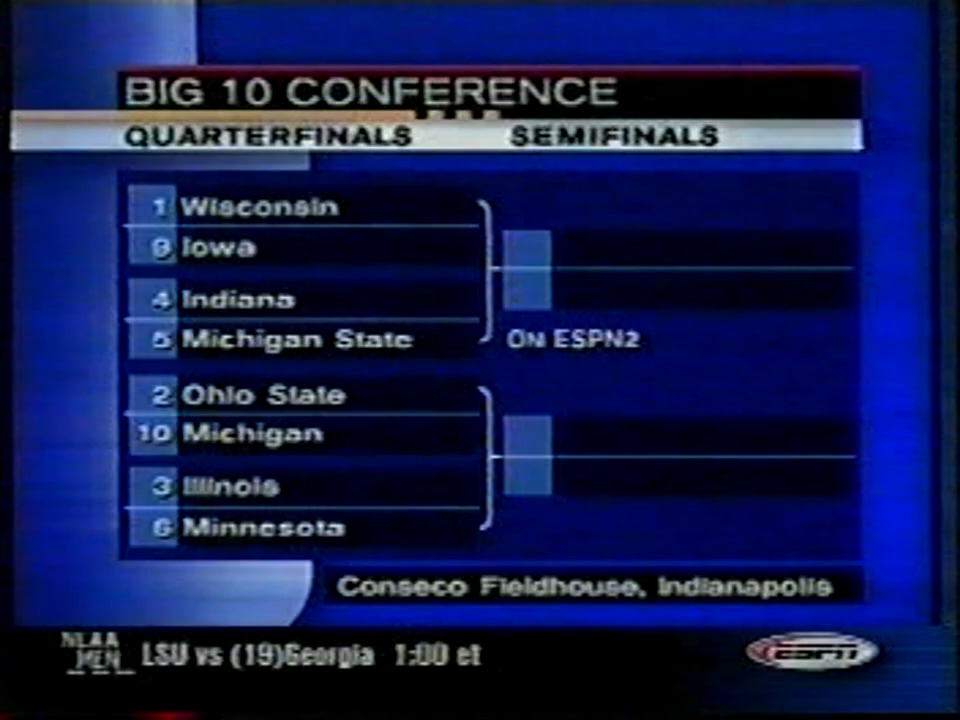 BIG 10 CONFERENCE
QUARTERFINALS SEMIFINALS
1 Wisconsin
9 Iowa
4 Indiana
5 Michigan State
On ESPN2
2 Ohio State
10 Michigan
3 Illinois
6 Minnesota
Conseco Fieldhouse, Indianapolis
NCAA MEN LSU vs (19)Georgia 1:00 et
ESPN